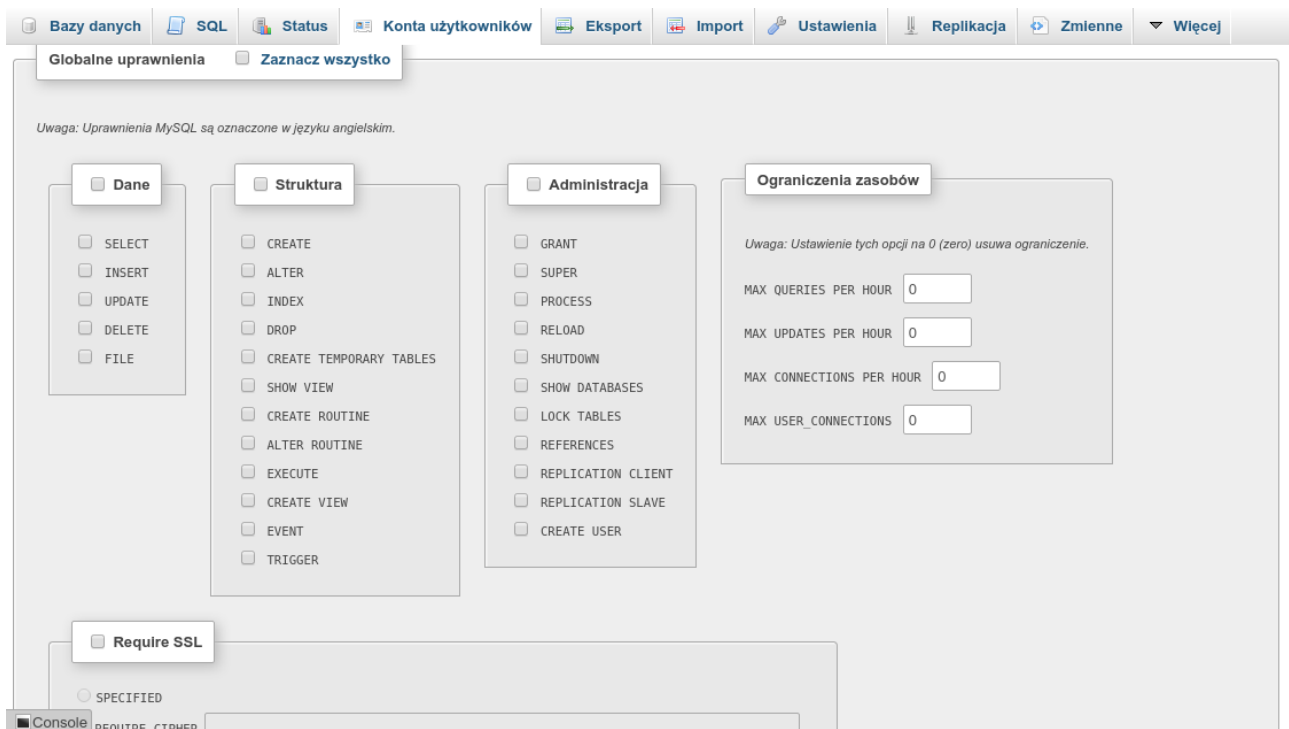 Bazy danych SQL Status Konta użytkowników Eksport Import Ustawienia Replikacja Zmienne Więcej
Globalne uprawnienia Zaznacz wszystko
Uwaga: Uprawnienia MySQL są oznaczone w języku angielskim.
Dane
SELECT
INSERT
UPDATE
DELETE
FILE
Struktura
CREATE
ALTER
INDEX
DROP
CREATE TEMPORARY TABLES
SHOW VIEW
CREATE ROUTINE
ALTER ROUTINE
EXECUTE
CREATE VIEW
EVENT
TRIGGER
Administracja
GRANT
SUPER
PROCESS
RELOAD
SHUTDOWN
SHOW DATABASES
LOCK TABLES
REFERENCES
REPLICATION CLIENT
REPLICATION SLAVE
CREATE USER
Ograniczenia zasobów
Uwaga: Ustawienie tych opcji na 0 (zero) usuwa ograniczenie.
MAX QUERIES PER HOUR 0
MAX UPDATES PER HOUR 0
MAX CONNECTIONS PER HOUR 0
MAX USER_CONNECTIONS 0
Require SSL
SPECIFIED
Console
REQUIRE CIPHER